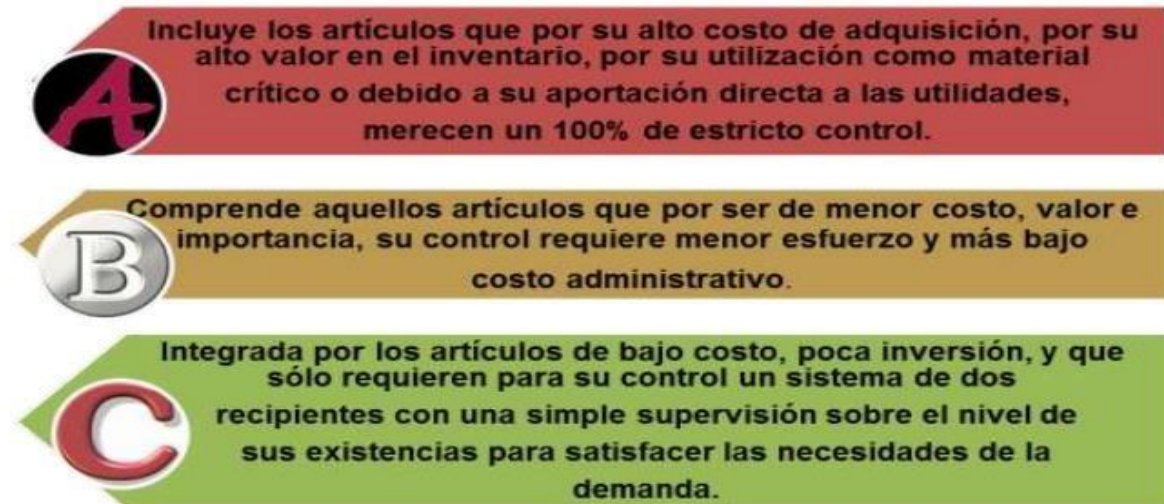 Incluye los artículos que por su alto costo de adquisición, por su
alto valor en el inventario, por su utilización como material
crítico o debido a su aportación directa a las utilidades,
merecen un 100% de estricto control.
A
Comprende aquellos artículos que por ser de menor costo, valor e
importancia, su control requiere menor esfuerzo y más bajo
costo administrativo.
B
Integrada por los artículos de bajo costo, poca inversión, y que
sólo requieren para su control un sistema de dos
recipientes con una simple supervisión sobre el nivel de
sus existencias para satisfacer las necesidades de la
demanda.
C